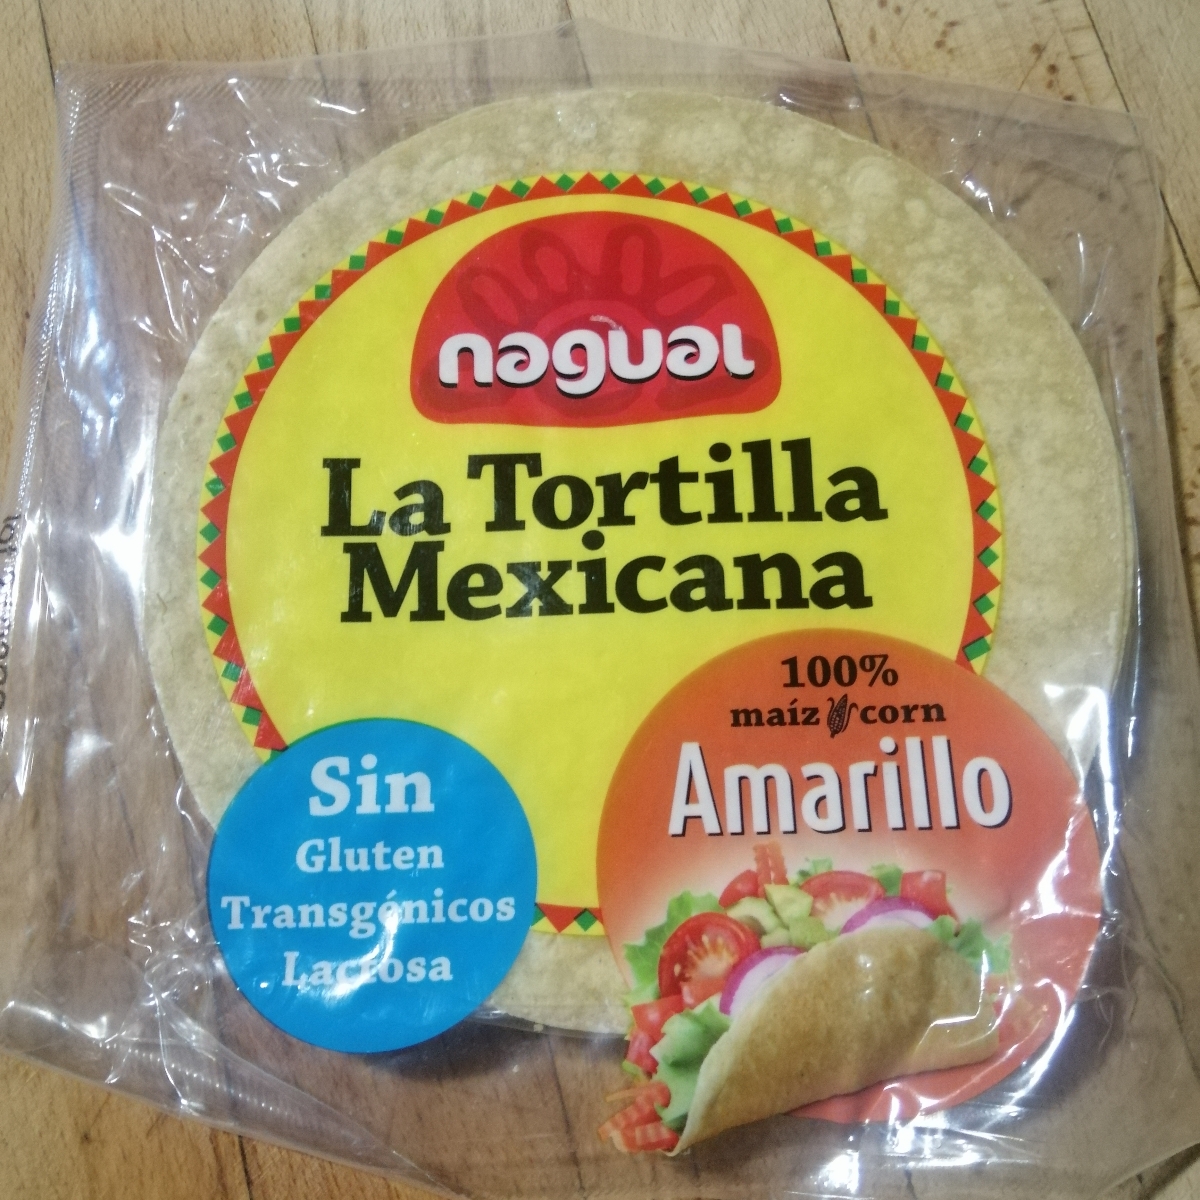 nagual
La Tortilla
Mexicana
100%
maíz corn
Amarillo
Sin
Gluten
Transgénicos
Lactosa